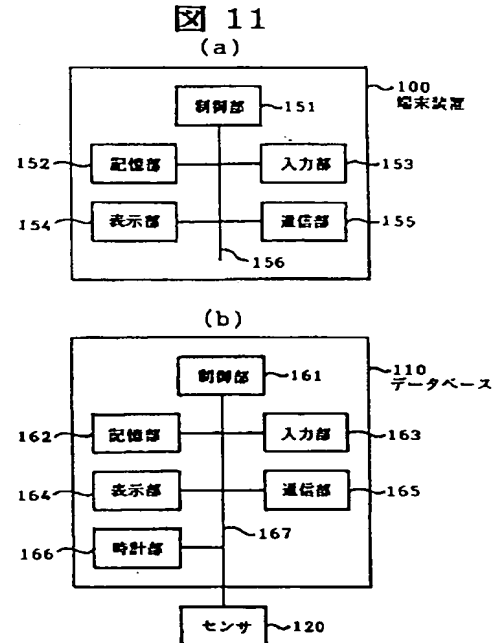 図 11
(a)
100
端末装置
制御部 151
152 記憶部 入力部 153
154 表示部 通信部 155
156
(b)
110
データベース
制御部 161
162 記憶部 入力部 163
164 表示部 通信部 165
166 時計部 167
センサ 120